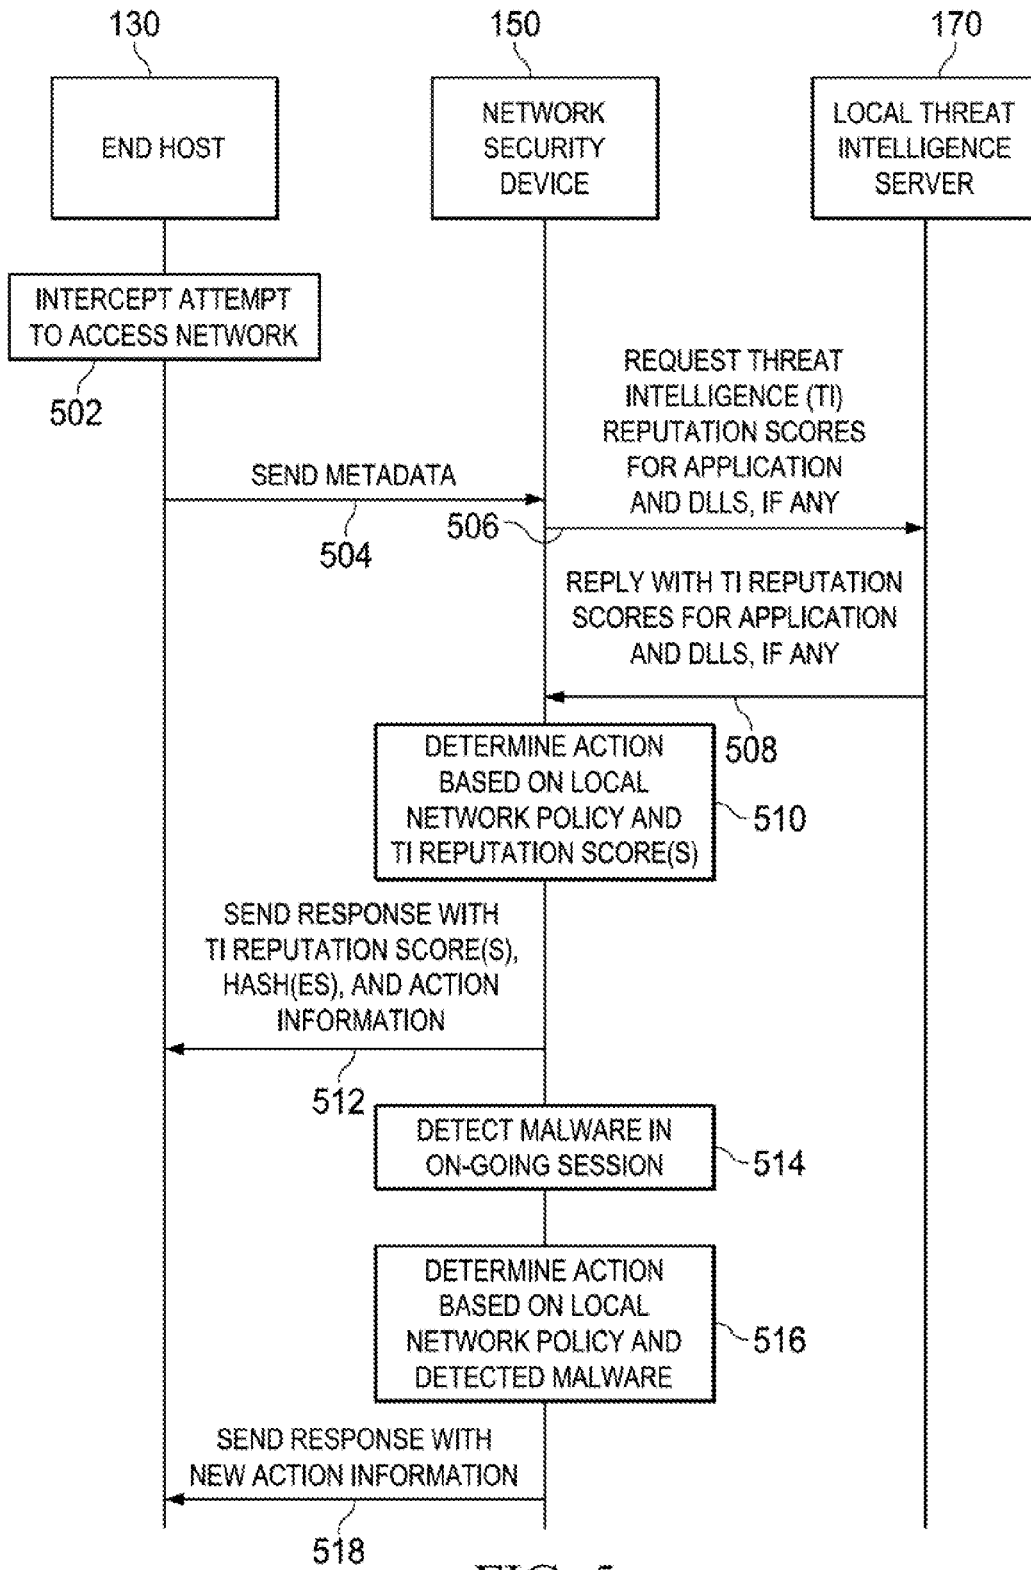 130
150
170
END HOST
NETWORK
SECURITY
DEVICE
LOCAL THREAT
INTELLIGENCE
SERVER
INTERCEPT ATTEMPT
TO ACCESS NETWORK
502
SEND METADATA
504
REQUEST THREAT
INTELLIGENCE (TI)
REPUTATION SCORES
FOR APPLICATION
AND DLLS, IF ANY
506
REPLY WITH TI REPUTATION
SCORES FOR APPLICATION
AND DLLS, IF ANY
508
DETERMINE ACTION
BASED ON LOCAL
NETWORK POLICY AND
TI REPUTATION SCORE(S)
510
SEND RESPONSE WITH
TI REPUTATION SCORE(S),
HASH(ES), AND ACTION
INFORMATION
512
DETECT MALWARE IN
ON-GOING SESSION
514
DETERMINE ACTION
BASED ON LOCAL
NETWORK POLICY AND
DETECTED MALWARE
516
SEND RESPONSE WITH
NEW ACTION INFORMATION
518